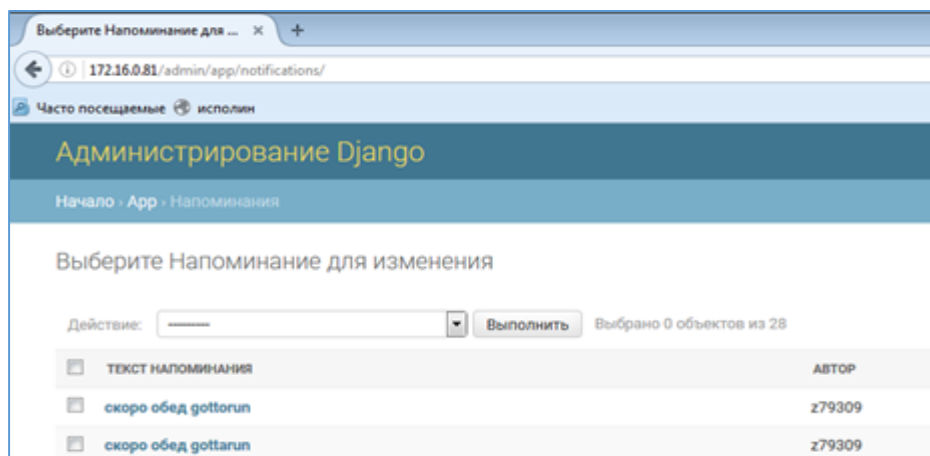 Выберите Напоминание для ... × +
172.16.0.81/admin/app/notifications/
Часто посещаемые исполин
Администрирование Django
Начало › App › Напоминания
Выберите Напоминание для изменения
Действие: --------- Выполнить Выбрано 0 объектов из 28
ТЕКСТ НАПОМИНАНИЯ АВТОР
скоро обед gottorun z79309
скоро обед gottarun z79309